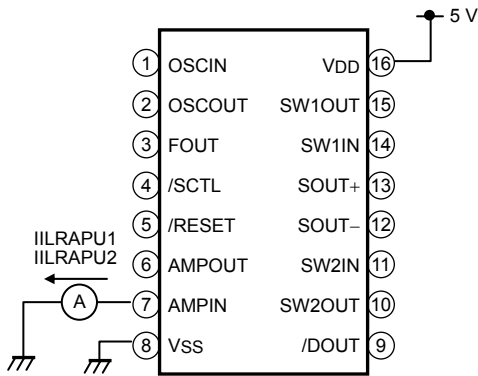 5 V
1 OSCIN VDD 16
2 OSCOUT SW1OUT 15
3 FOUT SW1IN 14
4 /SCTL SOUT+ 13
5 /RESET SOUT− 12
IILRAPU1
IILRAPU2
6 AMPOUT SW2IN 11
A 7 AMPIN SW2OUT 10
8 VSS /DOUT 9